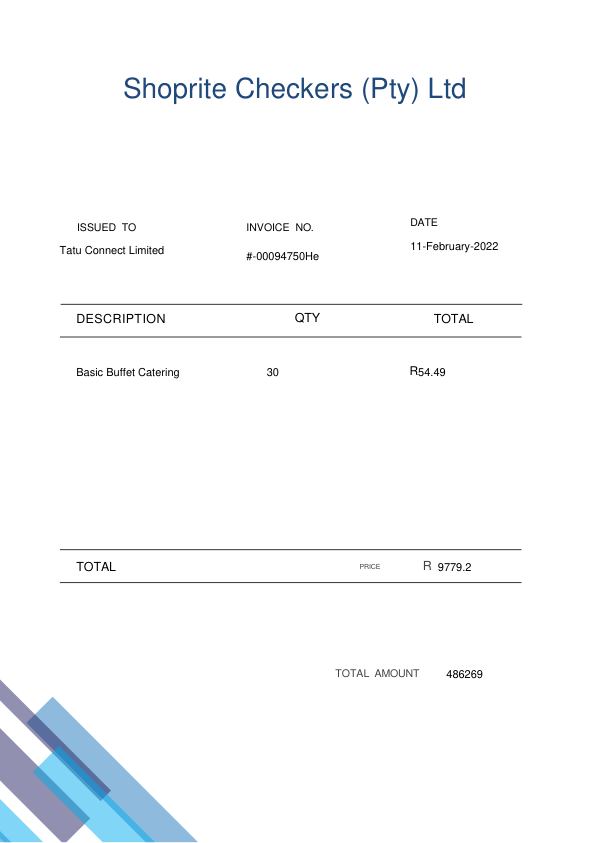 Shoprite Checkers (Pty) Ltd
ISSUED TO INVOICE NO. DATE
Tatu Connect Limited #-00094750He 11-February-2022
DESCRIPTION QTY TOTAL
Basic Buffet Catering 30 R54.49
TOTAL PRICE R 9779.2
TOTAL AMOUNT 486269